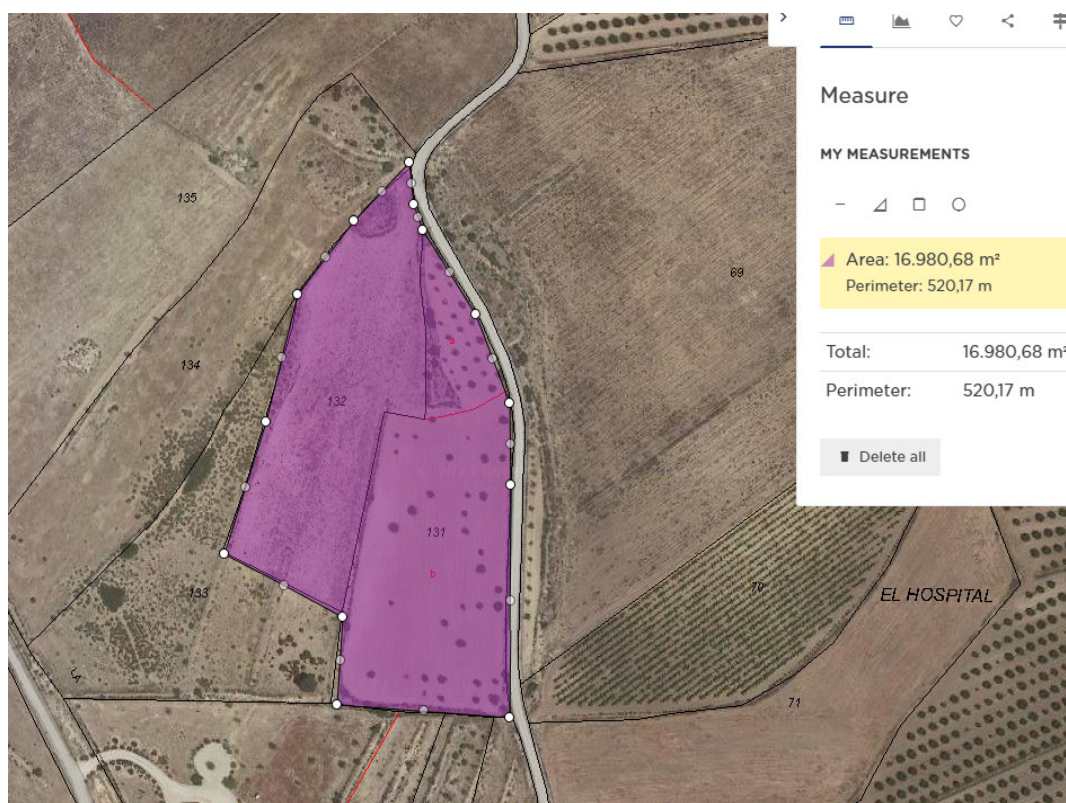 Measure
MY MEASUREMENTS
Area: 16.980,68 m²
Perimeter: 520,17 m
Total: 16.980,68 m²
Perimeter: 520,17 m
Delete all
135
69
134
a
132
131
b
133
70
EL HOSPITAL
71